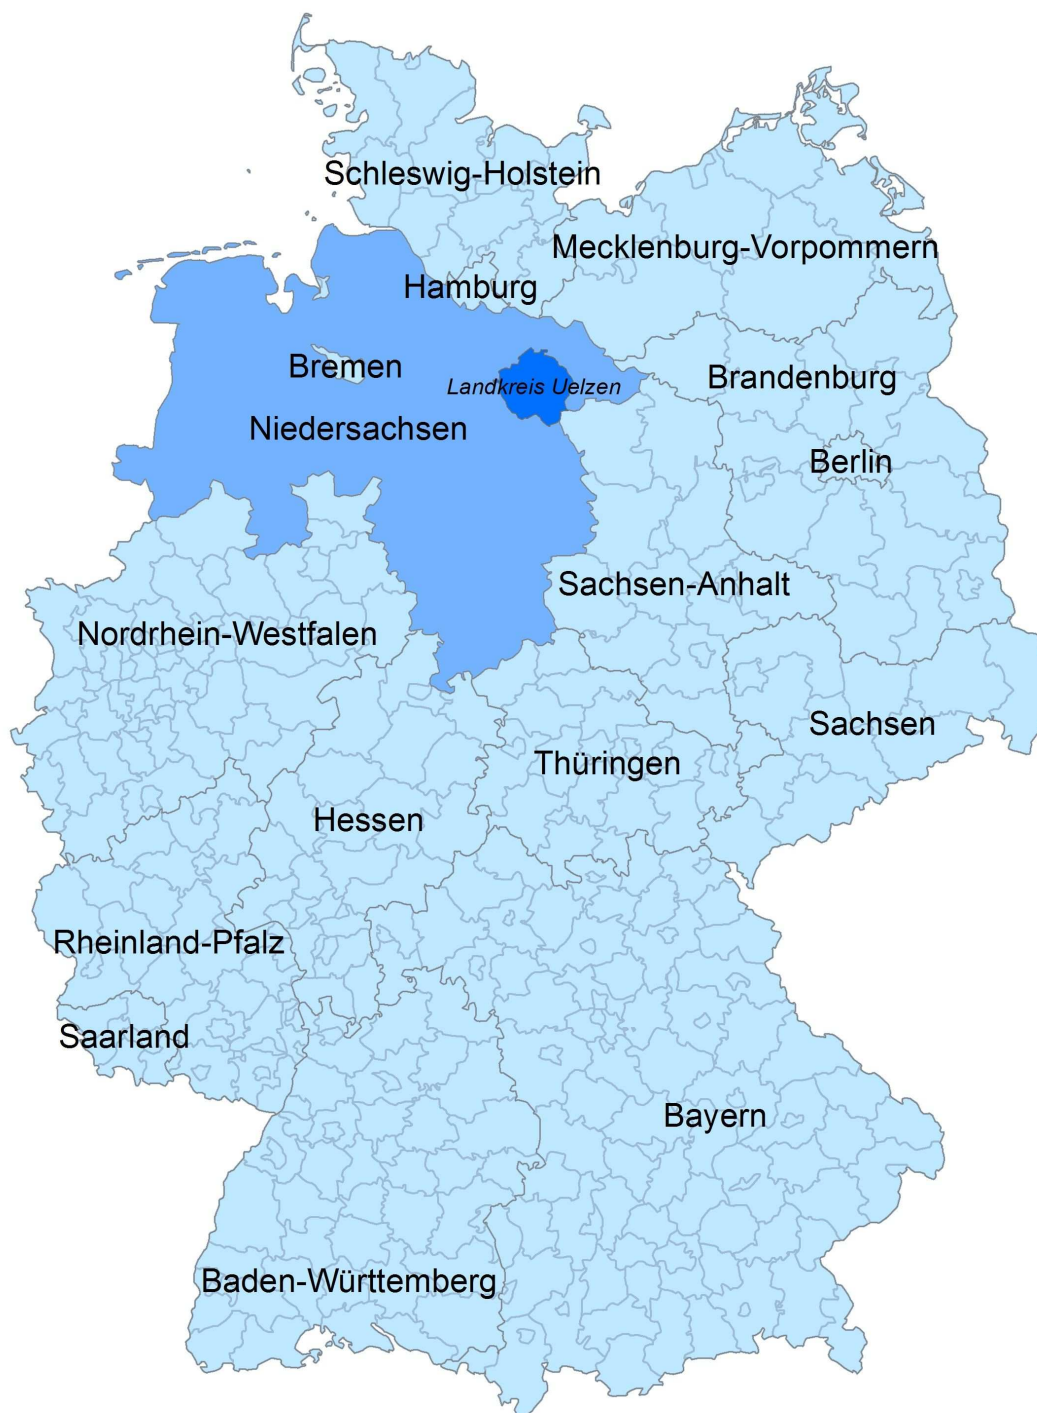 Schleswig-Holstein
Mecklenburg-Vorpommern
Hamburg
Bremen
Landkreis Uelzen
Brandenburg
Niedersachsen
Berlin
Sachsen-Anhalt
Nordrhein-Westfalen
Sachsen
Thüringen
Hessen
Rheinland-Pfalz
Saarland
Bayern
Baden-Württemberg